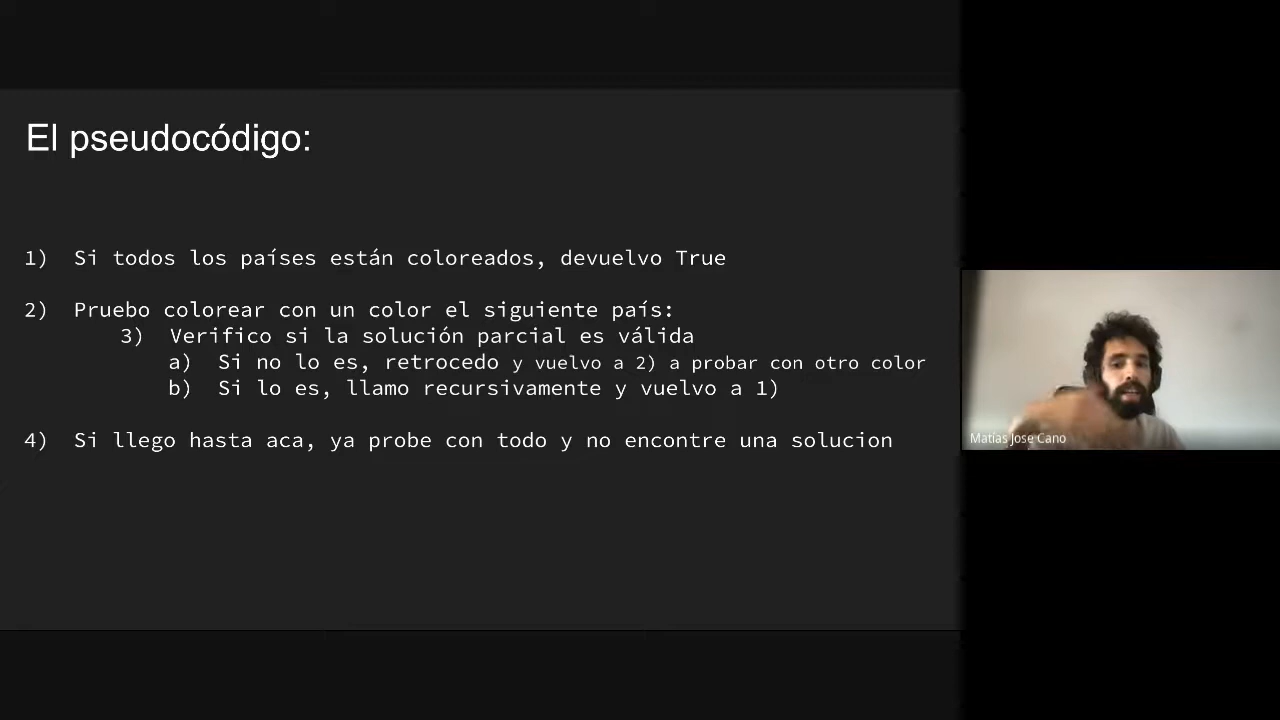 El pseudocódigo:
1) Si todos los países están coloreados, devuelvo True
2) Pruebo colorear con un color el siguiente país:
3) Verifico si la solución parcial es válida
a) Si no lo es, retrocedo y vuelvo a 2) a probar con otro color
b) Si lo es, llamo recursivamente y vuelvo a 1)
4) Si llego hasta aca, ya probe con todo y no encontre una solucion
Matías Jose Cano